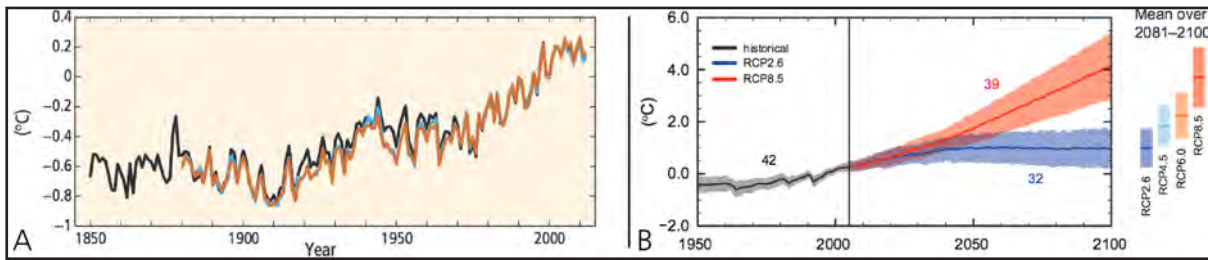 0.4
0.2
0
−0.2
−0.4
−0.6
−0.8
−1
(°C)
1850
1900
1950
2000
Year
A
6.0
4.0
2.0
0.0
−2.0
(°C)
historical
RCP2.6
RCP8.5
42
39
32
1950
2000
2050
2100
B
Mean over
2081–2100
RCP2.6
RCP4.5
RCP6.0
RCP8.5